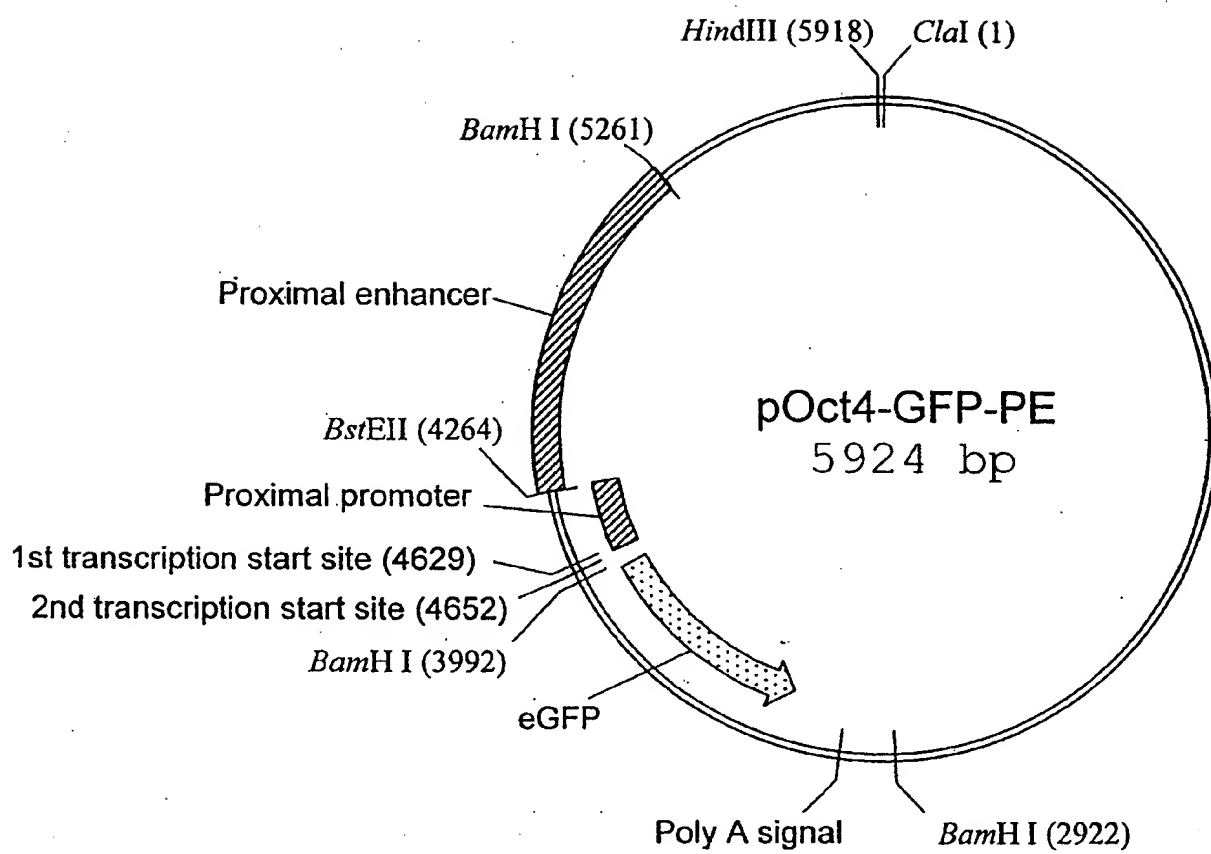 HindIII (5918) ClaI (1)
BamH I (5261)
Proximal enhancer
pOct4-GFP-PE
5924 bp
BstEII (4264)
Proximal promoter
1st transcription start site (4629)
2nd transcription start site (4652)
BamH I (3992)
eGFP
Poly A signal BamH I (2922)